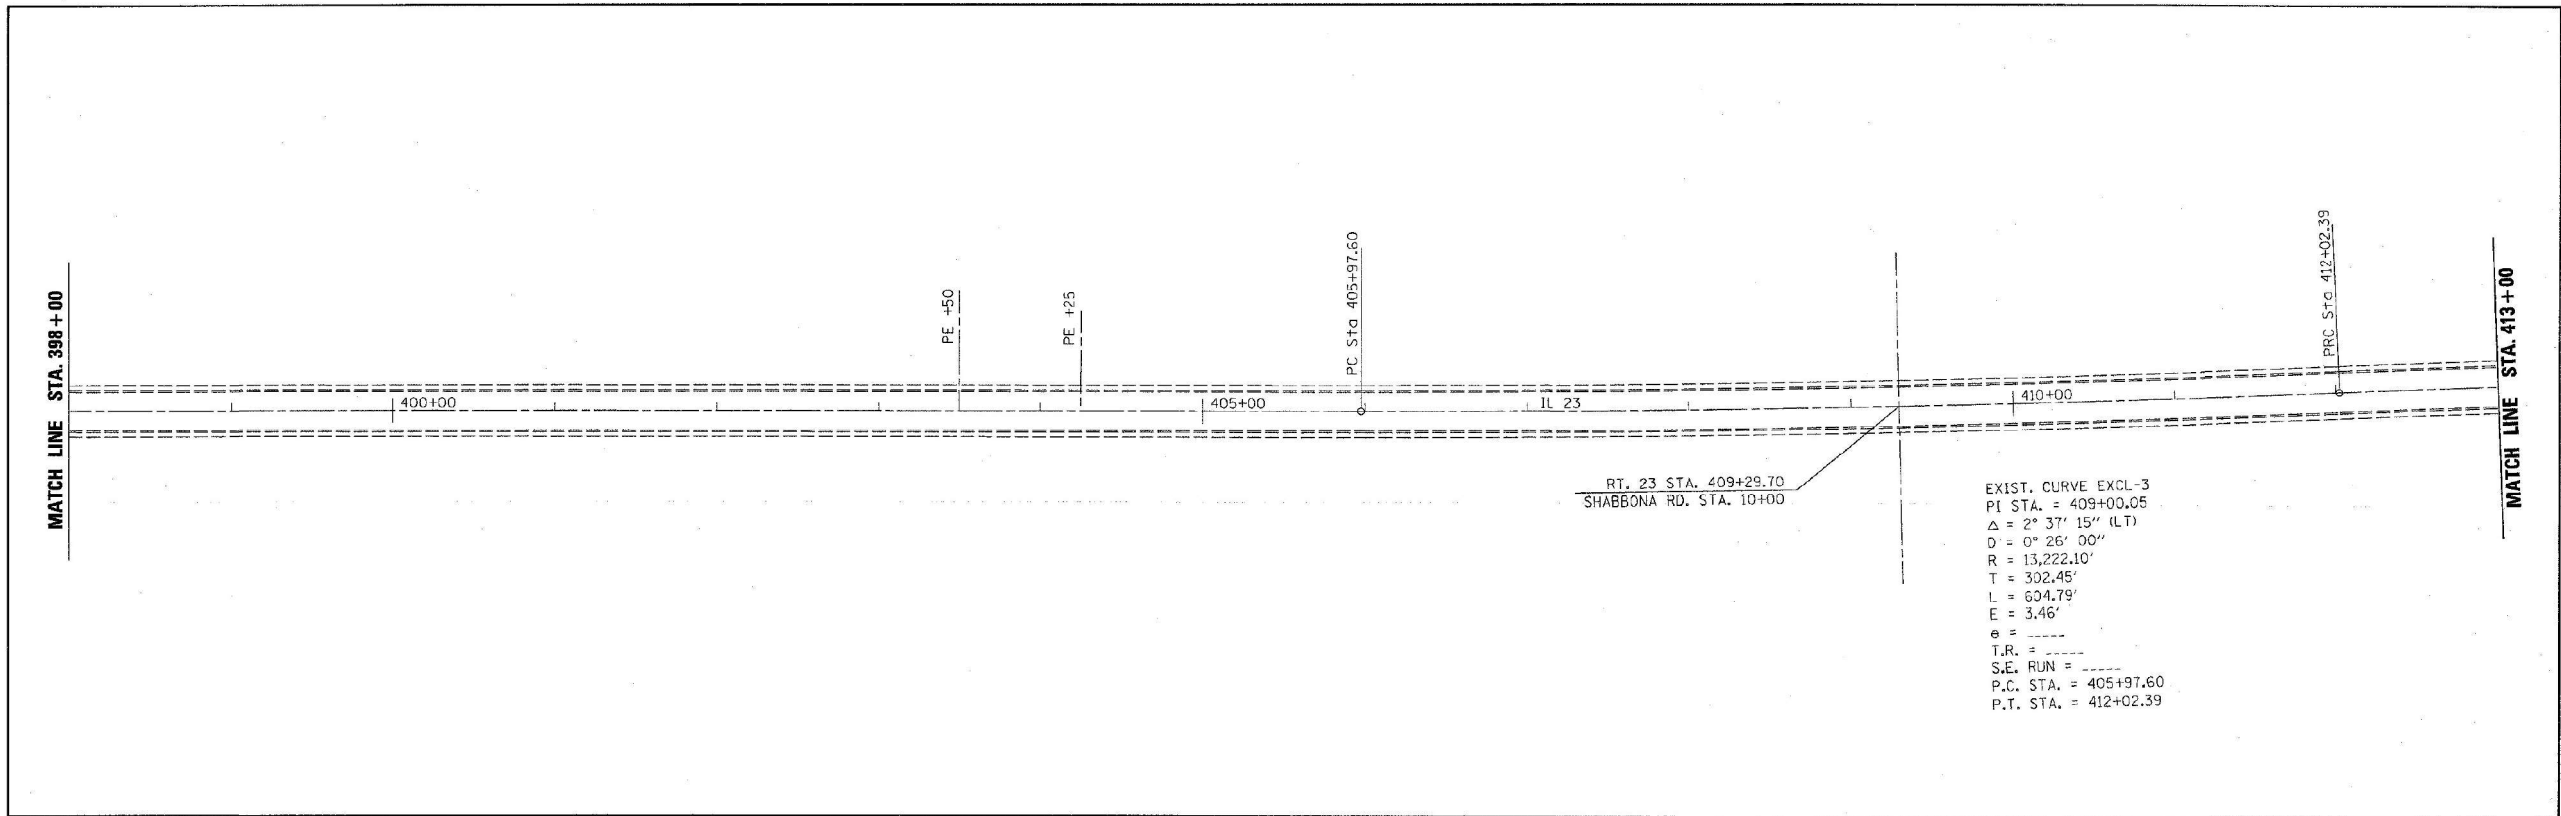 MATCH LINE STA. 398+00
400+00
PE +50
PE +25
405+00
PC Sta 405+97.60
IL 23
RT. 23 STA. 409+29.70
SHABBONA RD. STA. 10+00
410+00
PRC Sta 412+02.39
MATCH LINE STA. 413+00
EXIST. CURVE EXCL-3
PI STA. = 409+00.05
Δ = 2° 37' 15" (LT)
D = 0° 26' 00"
R = 13,222.10'
T = 302.45'
L = 604.79'
E = 3.46'
e = -----
T.R. = -----
S.E. RUN = -----
P.C. STA. = 405+97.60
P.T. STA. = 412+02.39